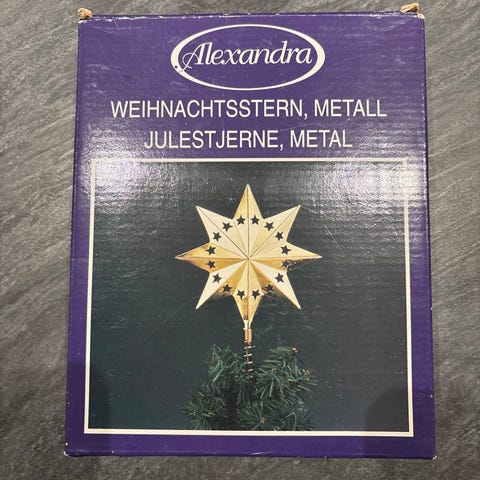 Alexandra
WEIHNACHTSSTERN, METALL
JULESTJERNE, METAL